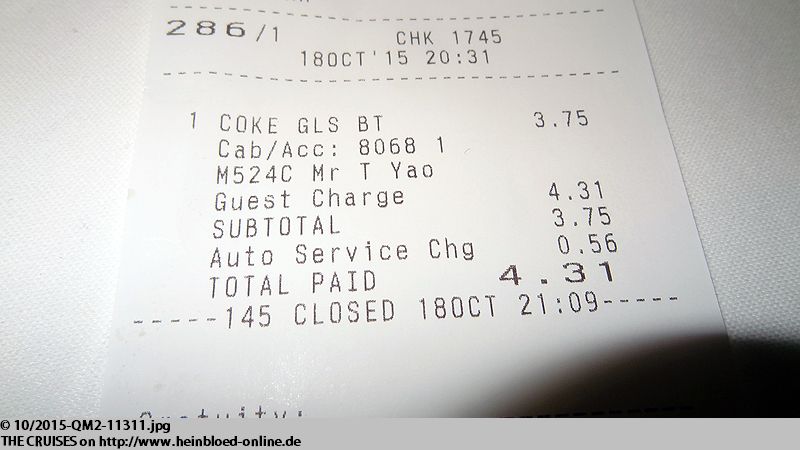 286/1 CHK 1745
18OCT'15 20:31
1 COKE GLS BT 3.75
Cab/Acc: 8068 1
M524C Mr T Yao
Guest Charge 4.31
SUBTOTAL 3.75
Auto Service Chg 0.56
TOTAL PAID 4.31
-----145 CLOSED 18OCT 21:09-----
© 10/2015-QM2-11311.jpg
THE CRUISES on http://www.heinbloed-online.de